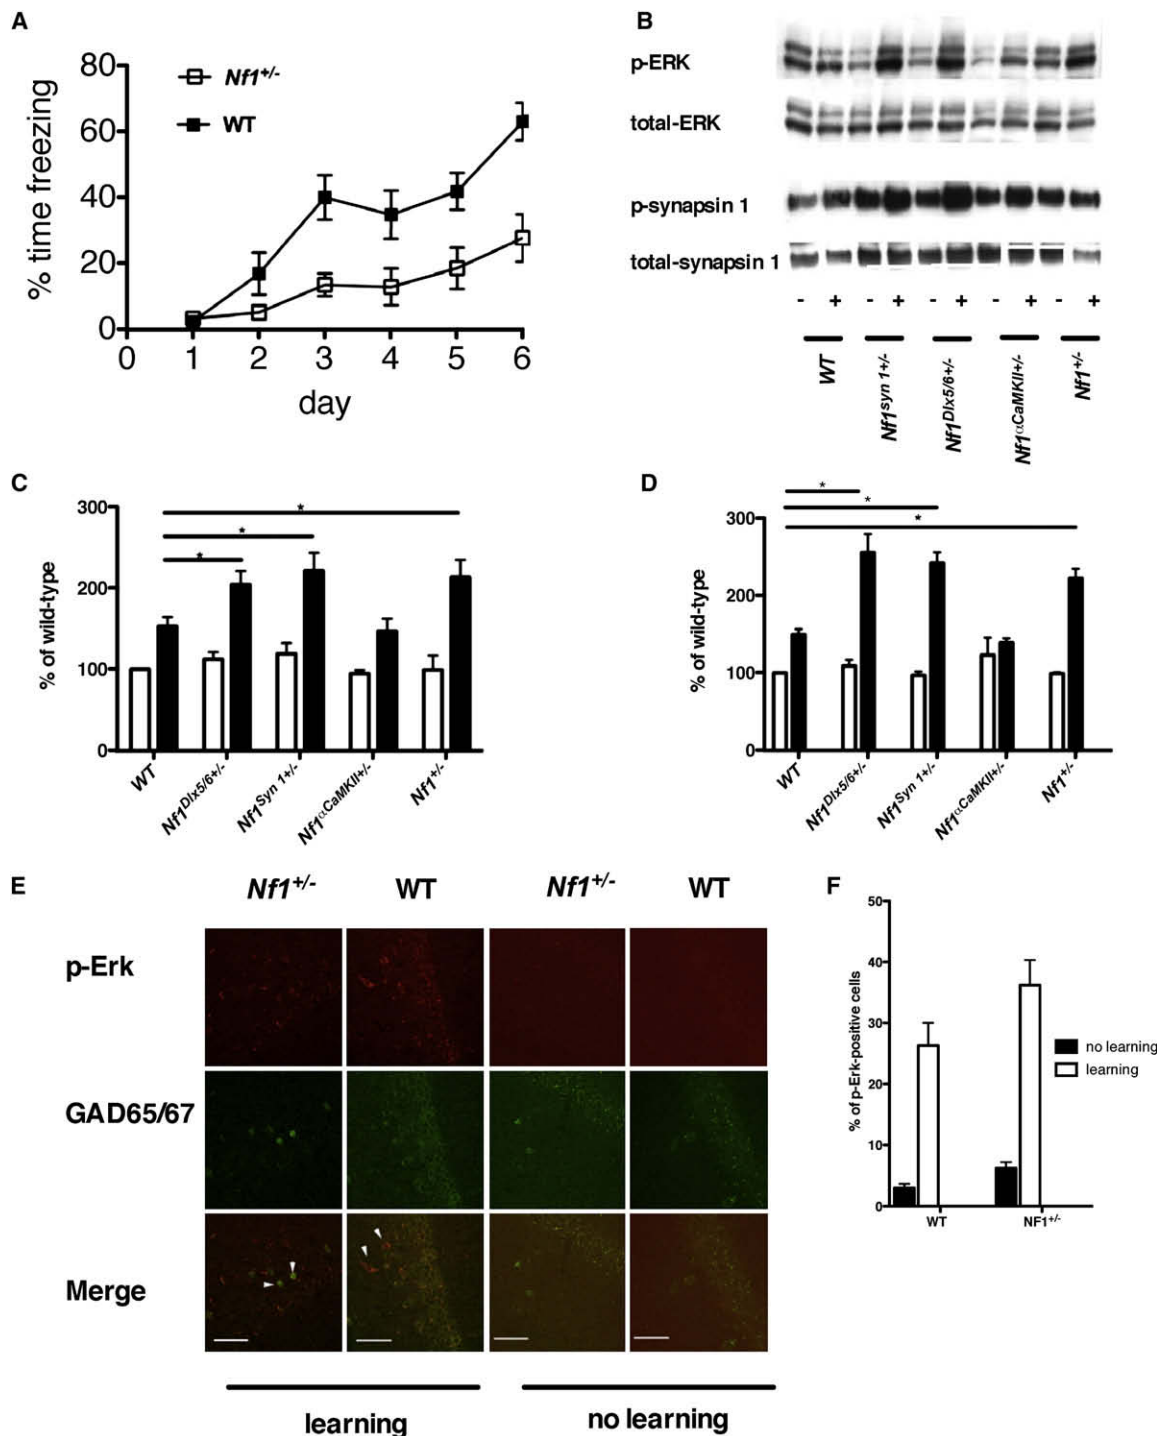 A
80
60
40
20
0
% time freezing
0 1 2 3 4 5 6
day
Nf1+/-
WT
B
p-ERK
total-ERK
p-synapsin 1
total-synapsin 1
- + - + - + - + - +
WT
Nf1syn 1+/-
Nf1Dlx5/6+/-
Nf1αCaMKII+/-
Nf1+/-
C
300
200
100
0
% of wild-type
* 
*
*
WT
Nf1Dlx5/6+/-
Nf1Syn 1+/-
Nf1αCaMKII+/-
Nf1+/-
D
300
200
100
0
% of wild-type
*
*
*
WT
Nf1Dlx5/6+/-
Nf1Syn 1+/-
Nf1αCaMKII+/-
Nf1+/-
E
Nf1+/- WT Nf1+/- WT
p-Erk
GAD65/67
Merge
learning no learning
F
50
40
30
20
10
0
% of p-Erk-positive cells
WT NF1+/-
no learning
learning